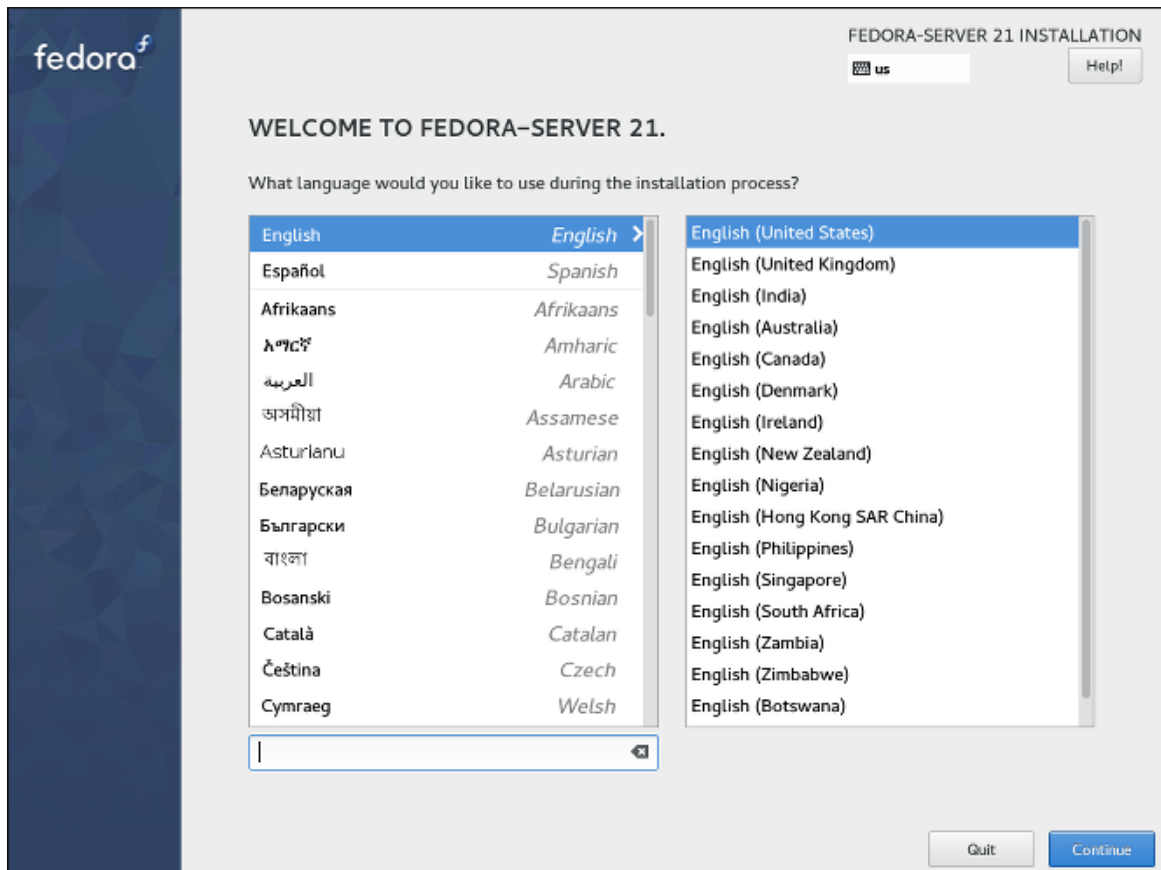 fedora
FEDORA-SERVER 21 INSTALLATION
us
Help!
WELCOME TO FEDORA-SERVER 21.
What language would you like to use during the installation process?
English English
Español Spanish
Afrikaans Afrikaans
አማርኛ Amharic
العربية Arabic
অসমীয়া Assamese
Asturianu Asturian
Беларуская Belarusian
Български Bulgarian
বাংলা Bengali
Bosanski Bosnian
Català Catalan
Čeština Czech
Cymraeg Welsh
English (United States)
English (United Kingdom)
English (India)
English (Australia)
English (Canada)
English (Denmark)
English (Ireland)
English (New Zealand)
English (Nigeria)
English (Hong Kong SAR China)
English (Philippines)
English (Singapore)
English (South Africa)
English (Zambia)
English (Zimbabwe)
English (Botswana)
Quit
Continue